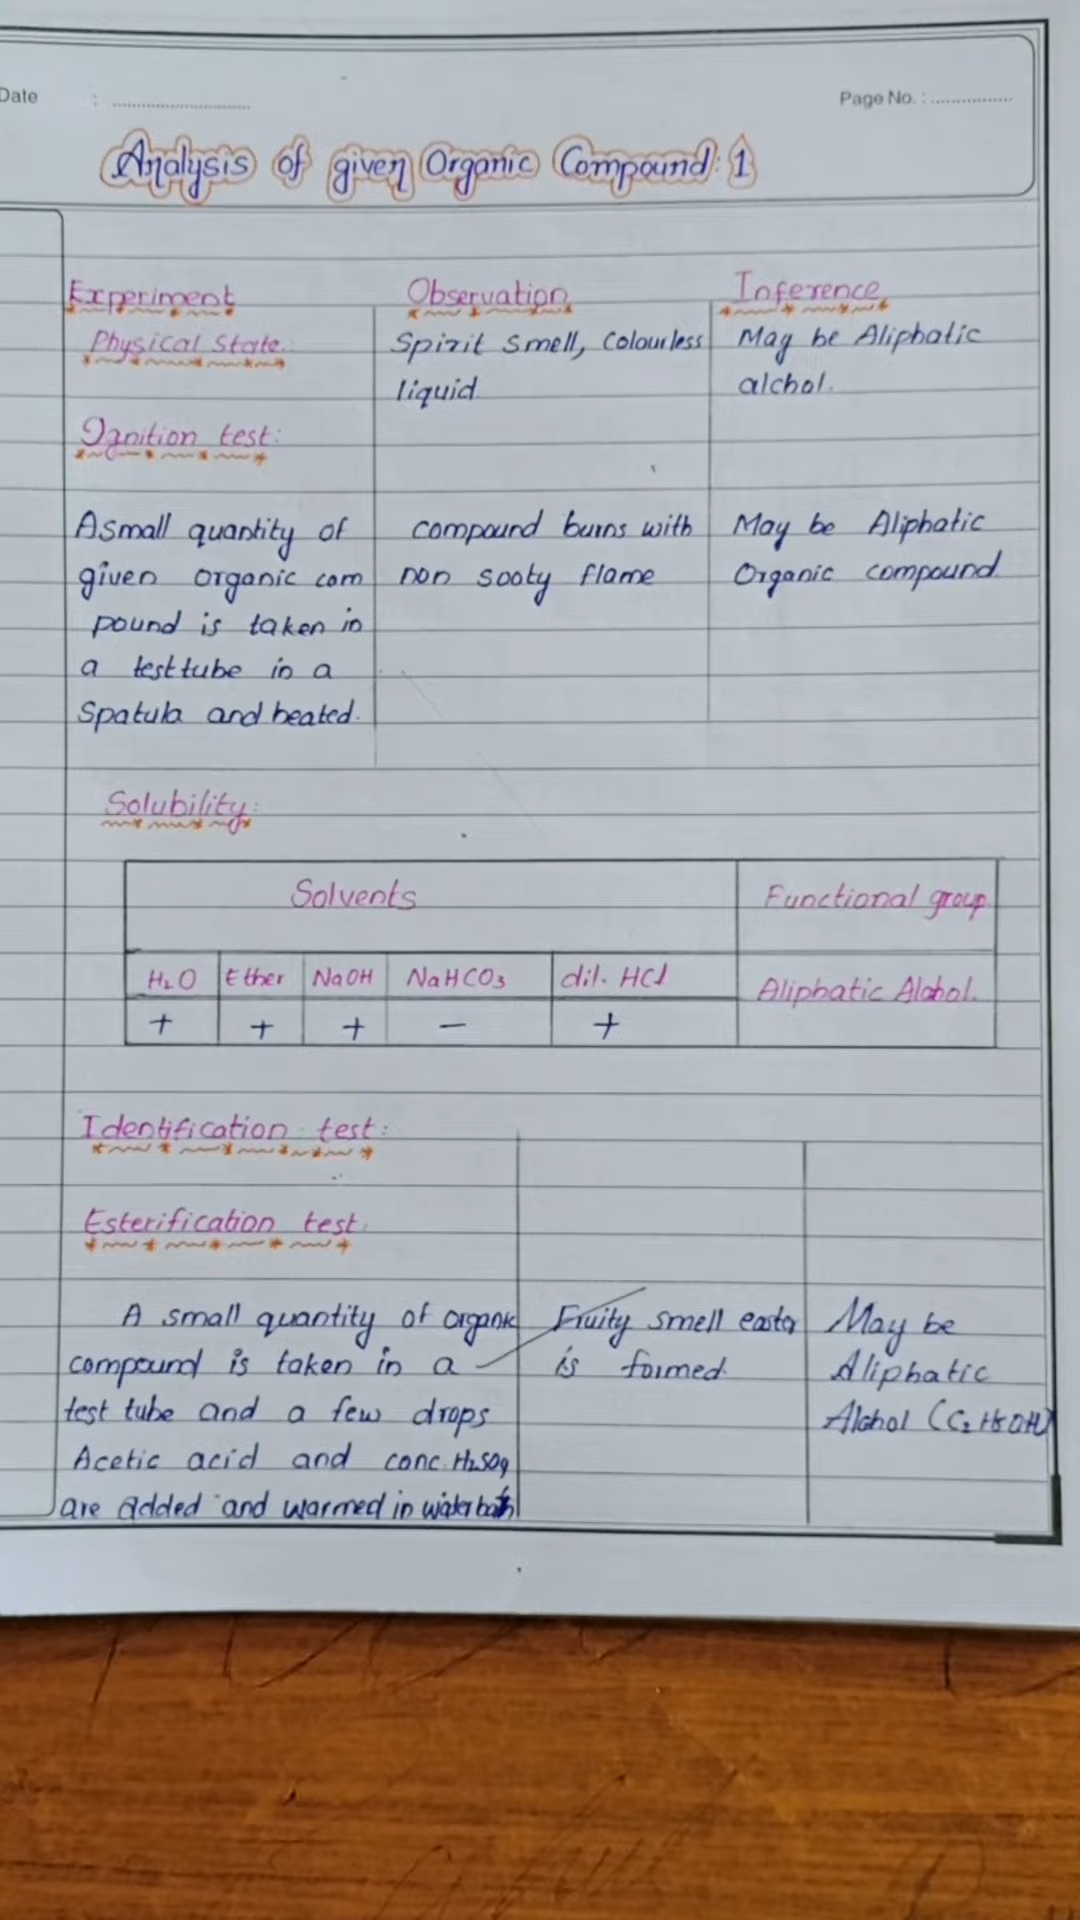 Date : ........................
Page No. : ................
Analysis of given Organic Compound: 1
Experiment Observation Inference
Physical State: Spirit smell, Colourless May be Aliphatic
liquid. alchol.
Ignition test:
A small quantity of compound burns with May be Aliphatic
given organic com non sooty flame Organic compound.
pound is taken in
a test tube in a
Spatula and heated.
Solubility:
Solvents Functional group
H₂O Ether NaOH NaHCO3 dil. HCl Aliphatic Alcohol.
+ + + − +
Identification test:
Esterification test:
A small quantity of organic Fruity smell easter May be
compound is taken in a is formed. Aliphatic
test tube and a few drops Alchol (C₂H5OH)
Acetic acid and conc. H₂SO4
are added and warmed in water bath